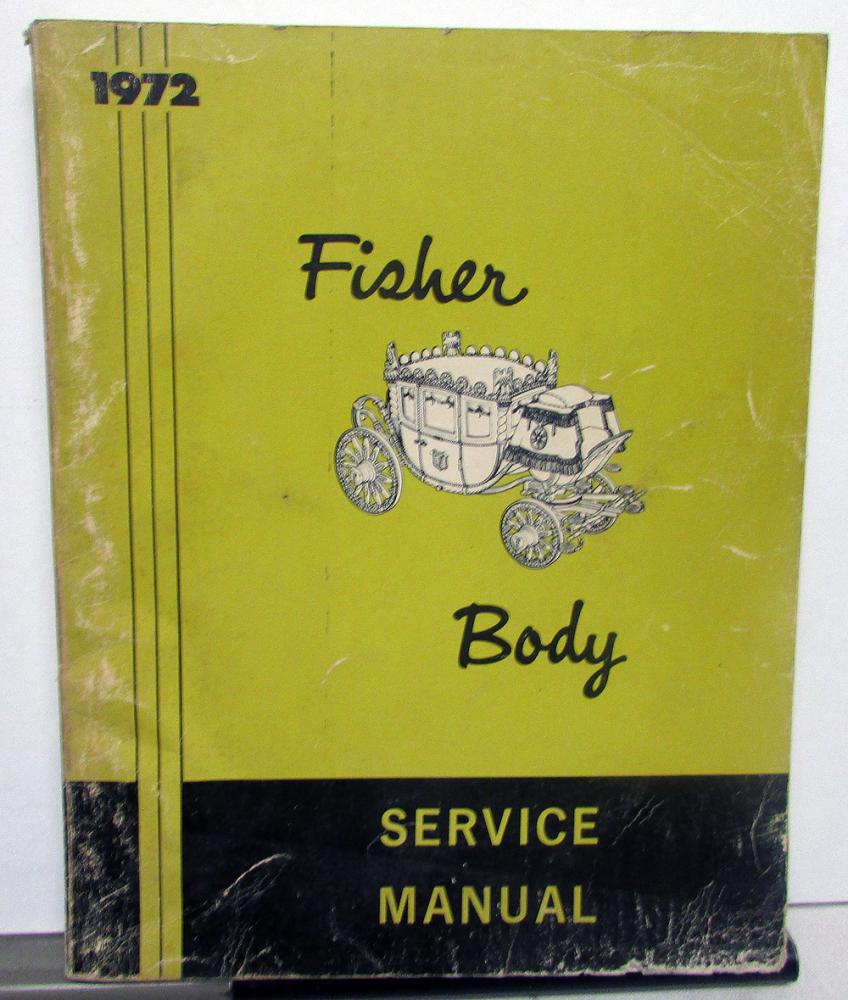 1972
Fisher
Body
SERVICE
MANUAL